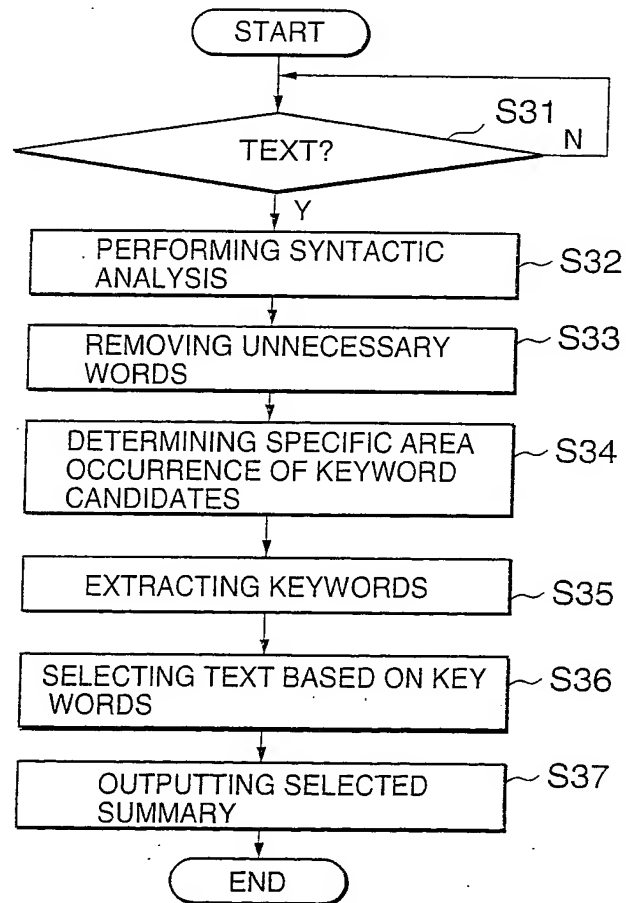 START
S31
TEXT?
N
Y
PERFORMING SYNTACTIC
ANALYSIS
S32
REMOVING UNNECESSARY
WORDS
S33
DETERMINING SPECIFIC AREA
OCCURRENCE OF KEYWORD
CANDIDATES
S34
EXTRACTING KEYWORDS
S35
SELECTING TEXT BASED ON KEY
WORDS
S36
OUTPUTTING SELECTED
SUMMARY
S37
END